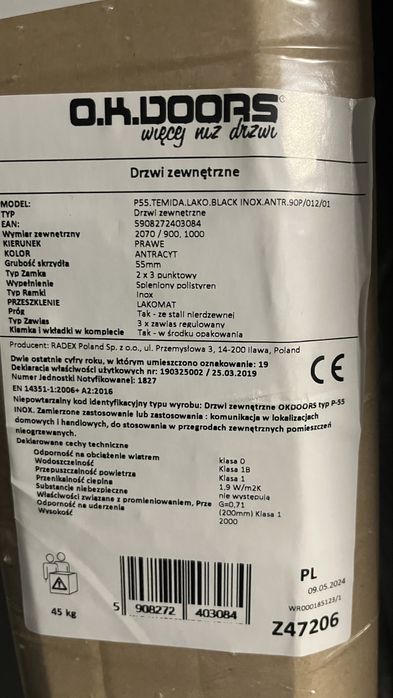 O.K.DOORS
więcej niż drzwi
Drzwi zewnętrzne
MODEL: P55.TEMIDA.LAKO.BLACK INOX.ANTR.90P/012/01
TYP Drzwi zewnętrzne
EAN: 5908272403084
Wymiar zewnętrzny 2070 / 900, 1000
KIERUNEK PRAWE
KOLOR ANTRACYT
Grubość skrzydła 55mm
Typ Zamka 2 x 3 punktowy
Wypełnienie Spieniony polistyren
Typ Ramki Inox
PRZESZKLENIE LAKOMAT
Próg Tak - ze stali nierdzewnej
Typ Zawias 3 x zawias regulowany
Klamka i wkładki w komplecie Tak - w środku opakowania
Producent: RADEX Poland Sp. z o.o., ul. Przemysłowa 3, 14-200 Iława, Poland
Dwie ostatnie cyfry roku, w którym umieszczono oznakowanie: 19
Deklaracja właściwości użytkowych nr: 190325002 / 25.03.2019
Numer Jednostki Notyfikowanej: 1827
CE
EN 14351-1:2006+ A2:2016
Niepowtarzalny kod identyfikacyjny typu wyrobu: Drzwi zewnętrzne OKDOORS typ P-55
INOX. Zamierzone zastosowanie lub zastosowania : komunikacja w lokalizacjach
domowych i handlowych, do stosowania w przegrodach zewnętrznych pomieszczeń
nieogrzewanych.
Deklarowane cechy techniczne
Odporność na obciążenie wiatrem klasa 0
Wodoszczelność Klasa 1B
Przepuszczalność powietrza Klasa 1
Przenikalność cieplna 1,9 W/m2K
Substancje niebezpieczne nie występują
Właściwości związane z promieniowaniem, Prze G=0,71
Odporność na uderzenia (200mm) Klasa 1
Wysokość 2000
45 kg
5 908272 403084
PL
09.05.2024
WR000185123/1
Z47206